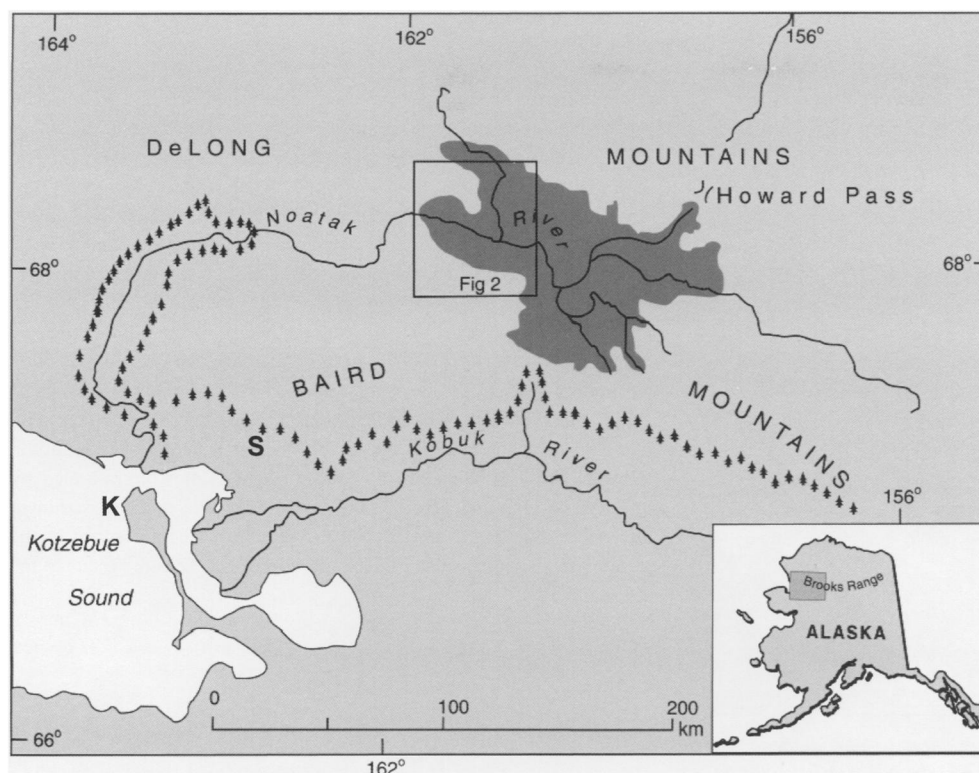 164° 162° 156°
DeLONG
MOUNTAINS
Howard Pass
Noatak River
68° 68°
Fig 2
BAIRD MOUNTAINS
S
Kobuk River
K
156°
Kotzebue
Sound
Brooks Range
ALASKA
0 100 200
km
66°
162°